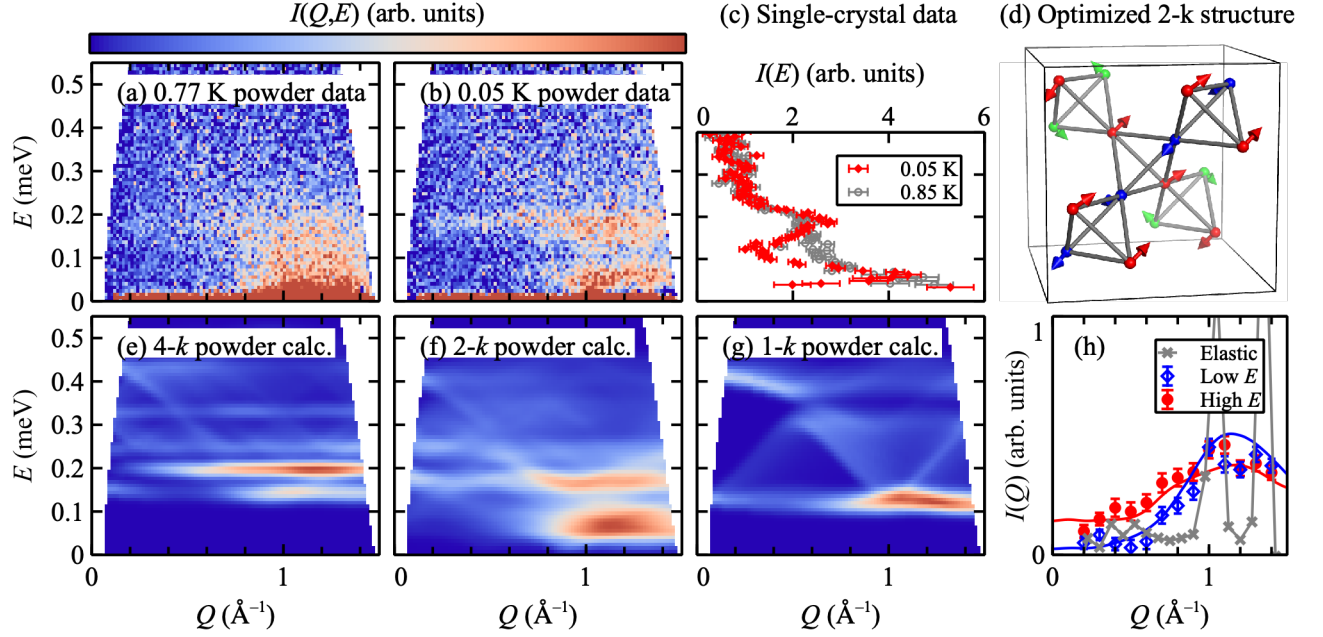 I(Q,E) (arb. units)
(c) Single-crystal data
(d) Optimized 2-k structure
I(E) (arb. units)
0 2 4 6
0.05 K
0.85 K
E (meV)
0.5
0.4
0.3
0.2
0.1
0
(a) 0.77 K powder data
(b) 0.05 K powder data
E (meV)
0.5
0.4
0.3
0.2
0.1
0
(e) 4-k powder calc.
(f) 2-k powder calc.
(g) 1-k powder calc.
I(Q) (arb. units)
1
0
(h)
Elastic
Low E
High E
0 1
0 1
0 1
0 1
Q (Å⁻¹)
Q (Å⁻¹)
Q (Å⁻¹)
Q (Å⁻¹)